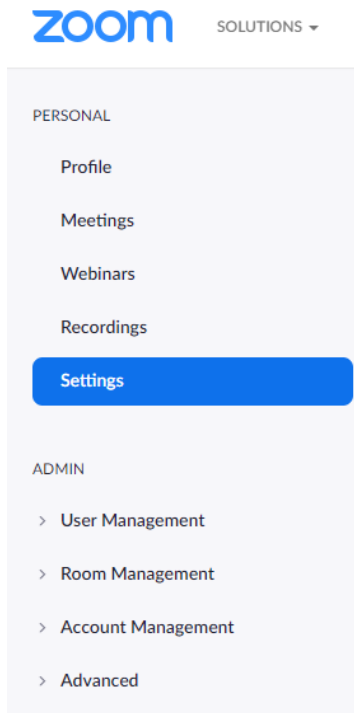 zoom SOLUTIONS
PERSONAL
Profile
Meetings
Webinars
Recordings
Settings
ADMIN
User Management
Room Management
Account Management
Advanced